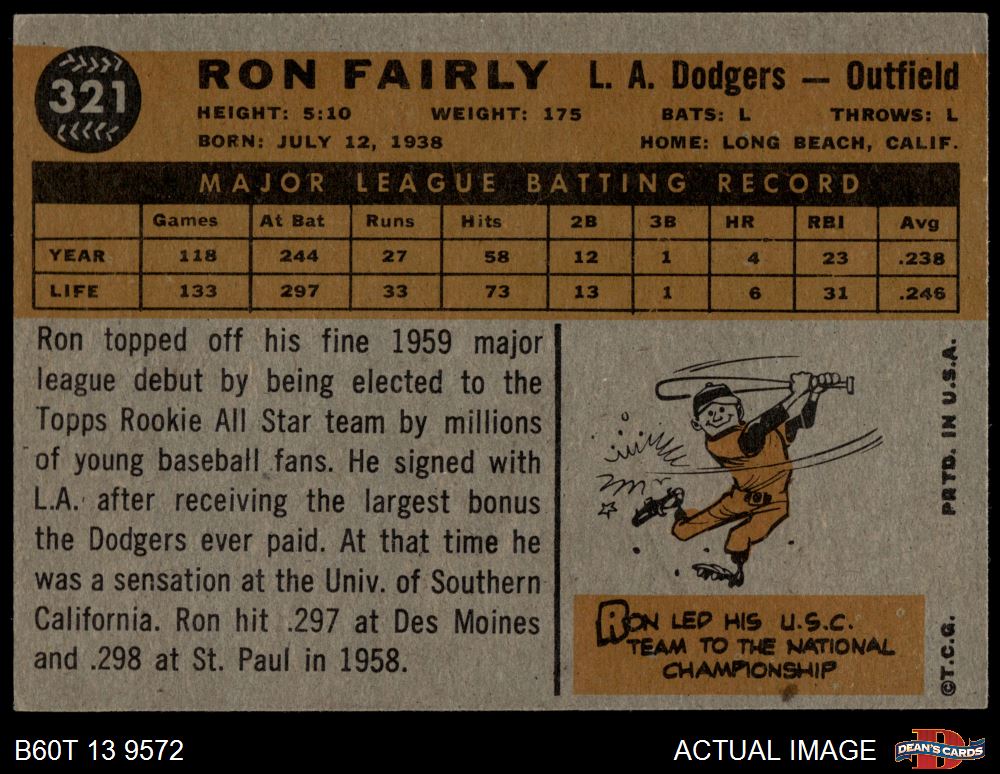 321
RON FAIRLY L. A. Dodgers — Outfield
HEIGHT: 5:10 WEIGHT: 175 BATS: L THROWS: L
BORN: JULY 12, 1938 HOME: LONG BEACH, CALIF.
MAJOR LEAGUE BATTING RECORD
Games At Bat Runs Hits 2B 3B HR RBI Avg
YEAR 118 244 27 58 12 1 4 23 .238
LIFE 133 297 33 73 13 1 6 31 .246
Ron topped off his fine 1959 major
league debut by being elected to the
Topps Rookie All Star team by millions
of young baseball fans. He signed with
L.A. after receiving the largest bonus
the Dodgers ever paid. At that time he
was a sensation at the Univ. of Southern
California. Ron hit .297 at Des Moines
and .298 at St. Paul in 1958.
RON LED HIS U.S.C.
TEAM TO THE NATIONAL
CHAMPIONSHIP
©T.C.G. PRTD. IN U.S.A.
B60T 13 9572 ACTUAL IMAGE
DEAN'S CARDS